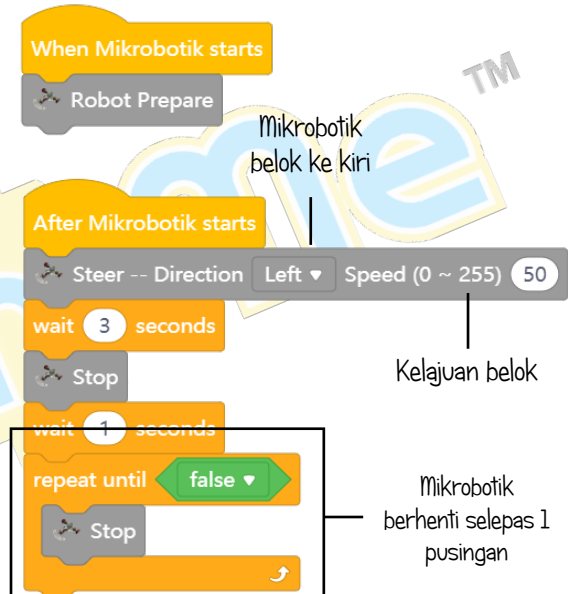 When Mikrobotik starts
Robot Prepare
TM
Mikrobotik
belok ke kiri
After Mikrobotik starts
Steer -- Direction Left ▼ Speed (0 ~ 255) 50
wait 3 seconds
Kelajuan belok
Stop
wait 1 seconds
repeat until false ▼
Stop
Mikrobotik
berhenti selepas 1
pusingan